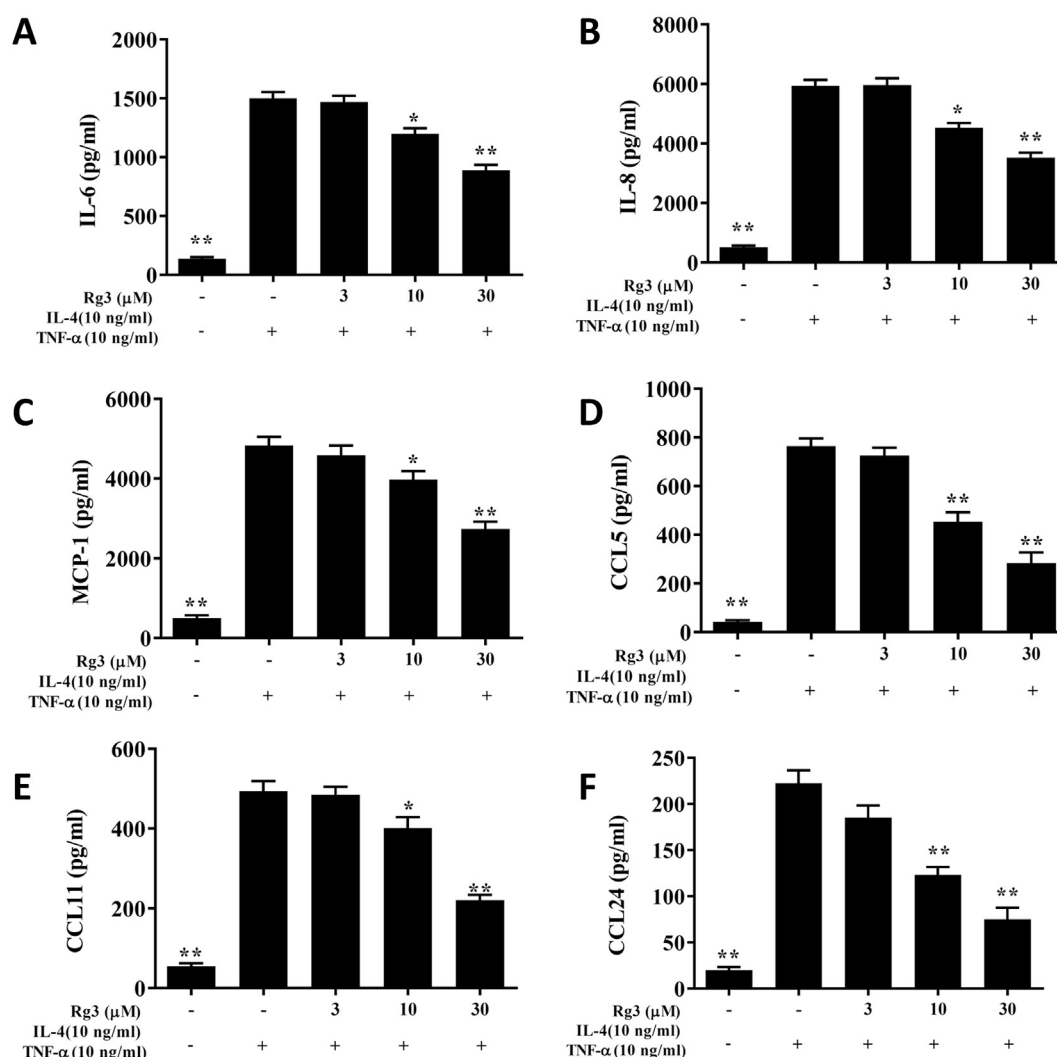 A
IL-6 (pg/ml)
2000
1500
1000
500
0
**
*
**
Rg3 (μM) - - 3 10 30
IL-4(10 ng/ml)
TNF-α (10 ng/ml) - + + + +
B
IL-8 (pg/ml)
8000
6000
4000
2000
0
**
*
**
Rg3 (μM) - - 3 10 30
IL-4(10 ng/ml)
TNF-α (10 ng/ml) - + + + +
C
MCP-1 (pg/ml)
6000
4000
2000
0
**
*
**
Rg3 (μM) - - 3 10 30
IL-4(10 ng/ml)
TNF-α (10 ng/ml) - + + + +
D
CCL5 (pg/ml)
1000
800
600
400
200
0
**
**
**
Rg3 (μM) - - 3 10 30
IL-4(10 ng/ml)
TNF-α (10 ng/ml) - + + + +
E
CCL11 (pg/ml)
600
400
200
0
**
*
**
Rg3 (μM) - - 3 10 30
IL-4(10 ng/ml)
TNF-α (10 ng/ml) - + + + +
F
CCL24 (pg/ml)
250
200
150
100
50
0
**
**
**
Rg3 (μM) - - 3 10 30
IL-4(10 ng/ml)
TNF-α (10 ng/ml) - + + + +